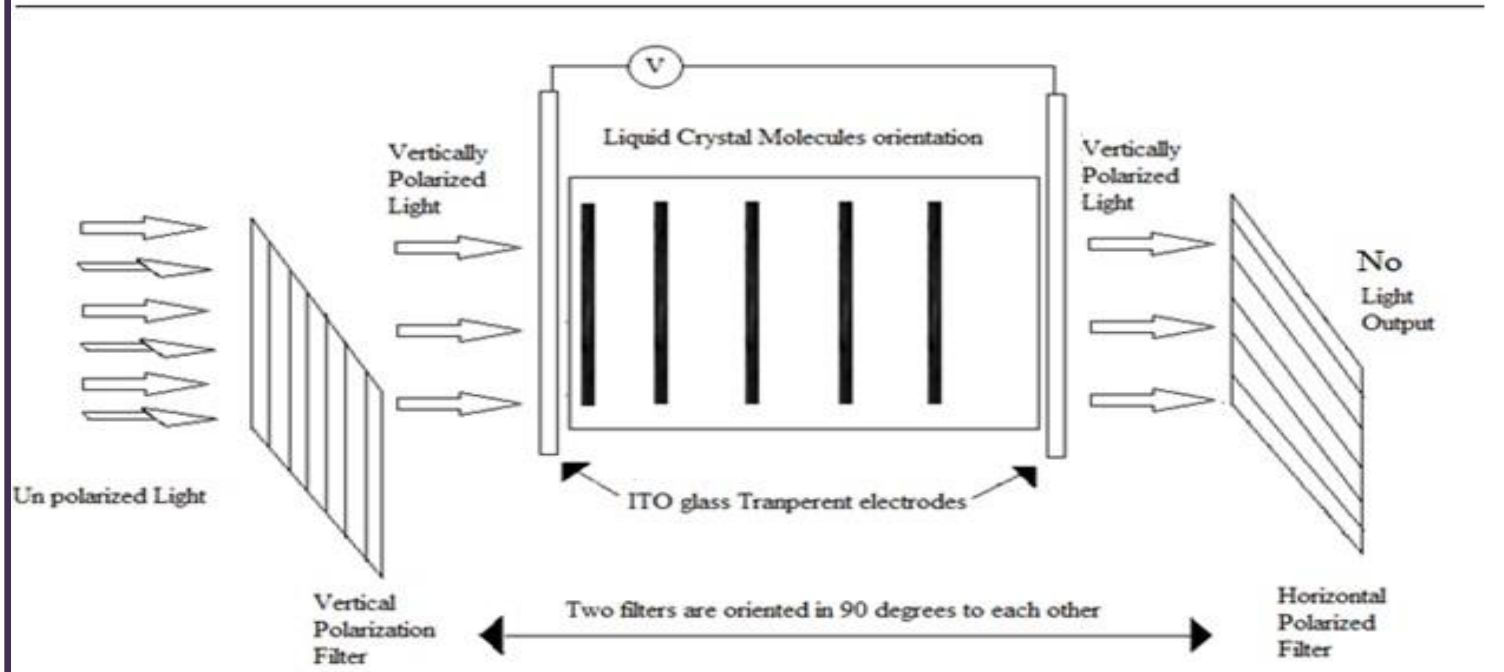 V
Liquid Crystal Molecules orientation
Vertically
Polarized
Light
Vertically
Polarized
Light
No
Light
Output
Un polarized Light
ITO glass Tranperent electrodes
Vertical
Polarization
Filter
Two filters are oriented in 90 degrees to each other
Horizontal
Polarized
Filter